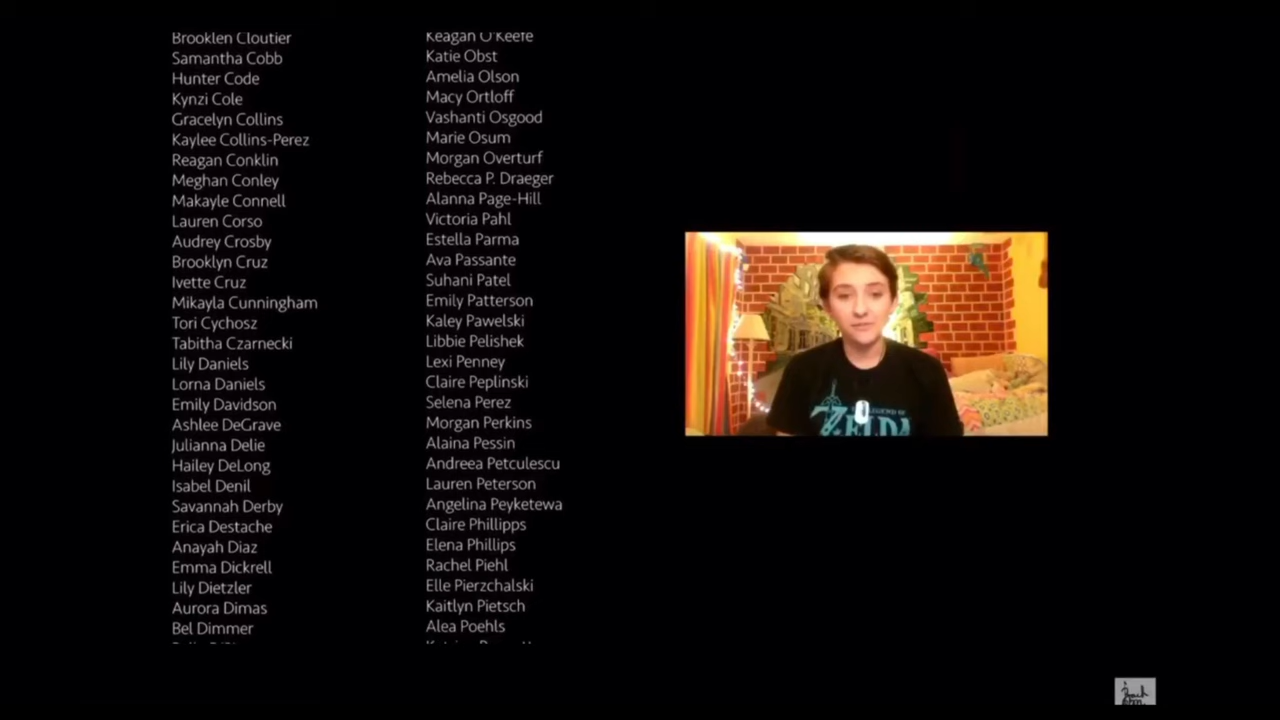 Brooklen Cloutier
Samantha Cobb
Hunter Code
Kynzi Cole
Gracelyn Collins
Kaylee Collins-Perez
Reagan Conklin
Meghan Conley
Makayle Connell
Lauren Corso
Audrey Crosby
Brooklyn Cruz
Ivette Cruz
Mikayla Cunningham
Tori Cychosz
Tabitha Czarnecki
Lily Daniels
Lorna Daniels
Emily Davidson
Ashlee DeGrave
Julianna Delie
Hailey DeLong
Isabel Denil
Savannah Derby
Erica Destache
Anayah Diaz
Emma Dickrell
Lily Dietzler
Aurora Dimas
Bel Dimmer
Keagan O'Keefe
Katie Obst
Amelia Olson
Macy Ortloff
Vashanti Osgood
Marie Osum
Morgan Overturf
Rebecca P. Draeger
Alanna Page-Hill
Victoria Pahl
Estella Parma
Ava Passante
Suhani Patel
Emily Patterson
Kaley Pawelski
Libbie Pelishek
Lexi Penney
Claire Peplinski
Selena Perez
Morgan Perkins
Alaina Pessin
Andreea Petculescu
Lauren Peterson
Angelina Peyketewa
Claire Phillipps
Elena Phillips
Rachel Piehl
Elle Pierzchalski
Kaitlyn Pietsch
Alea Poehls
LEGEND OF
ZELDA